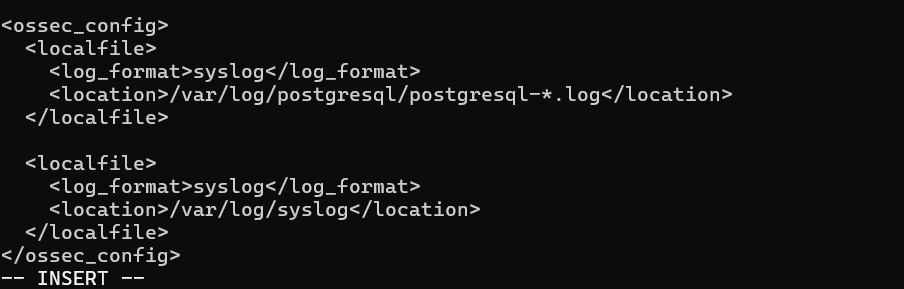 <ossec_config>
  <localfile>
    <log_format>syslog</log_format>
    <location>/var/log/postgresql/postgresql-*.log</location>
  </localfile>

  <localfile>
    <log_format>syslog</log_format>
    <location>/var/log/syslog</location>
  </localfile>
</ossec_config>
-- INSERT --